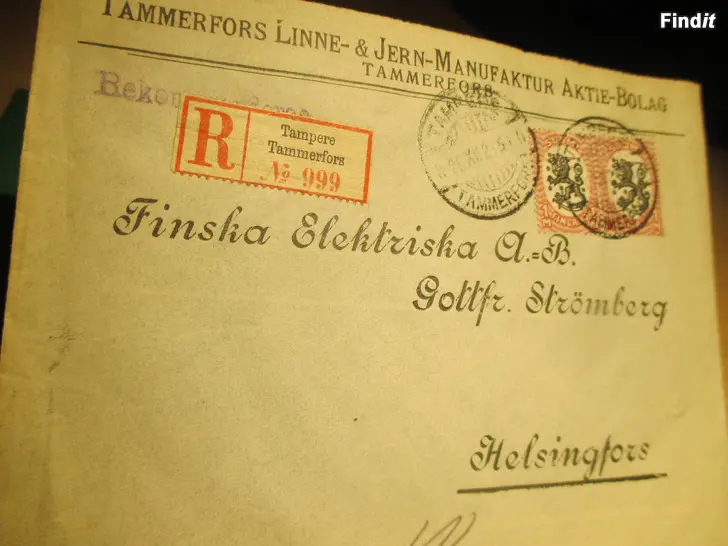 Findit
TAMMERFORS LINNE- & JERN-MANUFAKTUR AKTIE-BOLAG
TAMMERFORS
R
Tampere
Tammerfors
№ 999
TAMMERFORS
Finska Elektriska A.=B.
Gottfr. Strömberg
Helsingfors